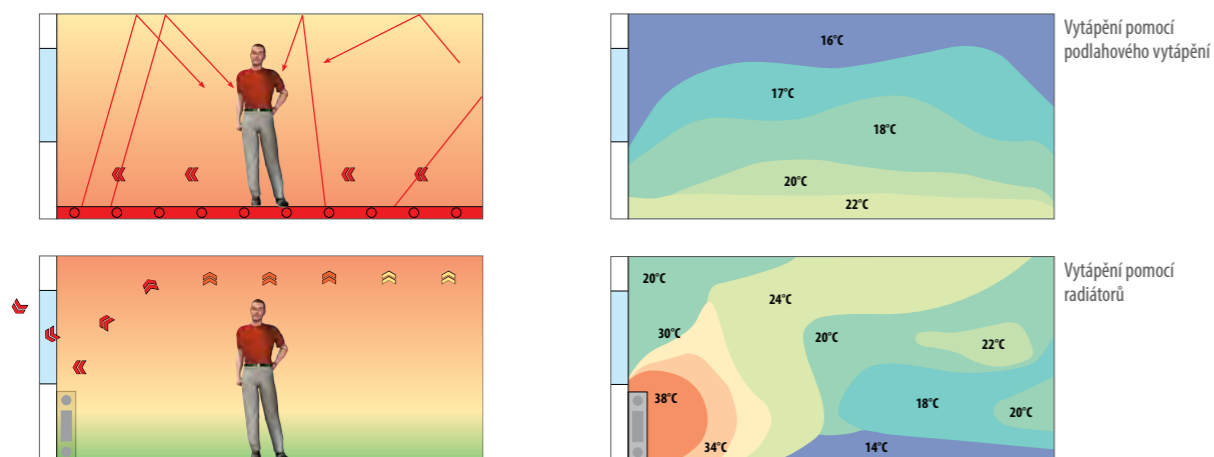 16°C
17°C
18°C
20°C
22°C
Vytápění pomocí
podlahového vytápění
20°C
24°C
30°C
20°C
22°C
38°C
18°C
20°C
34°C
14°C
Vytápění pomocí
radiátorů